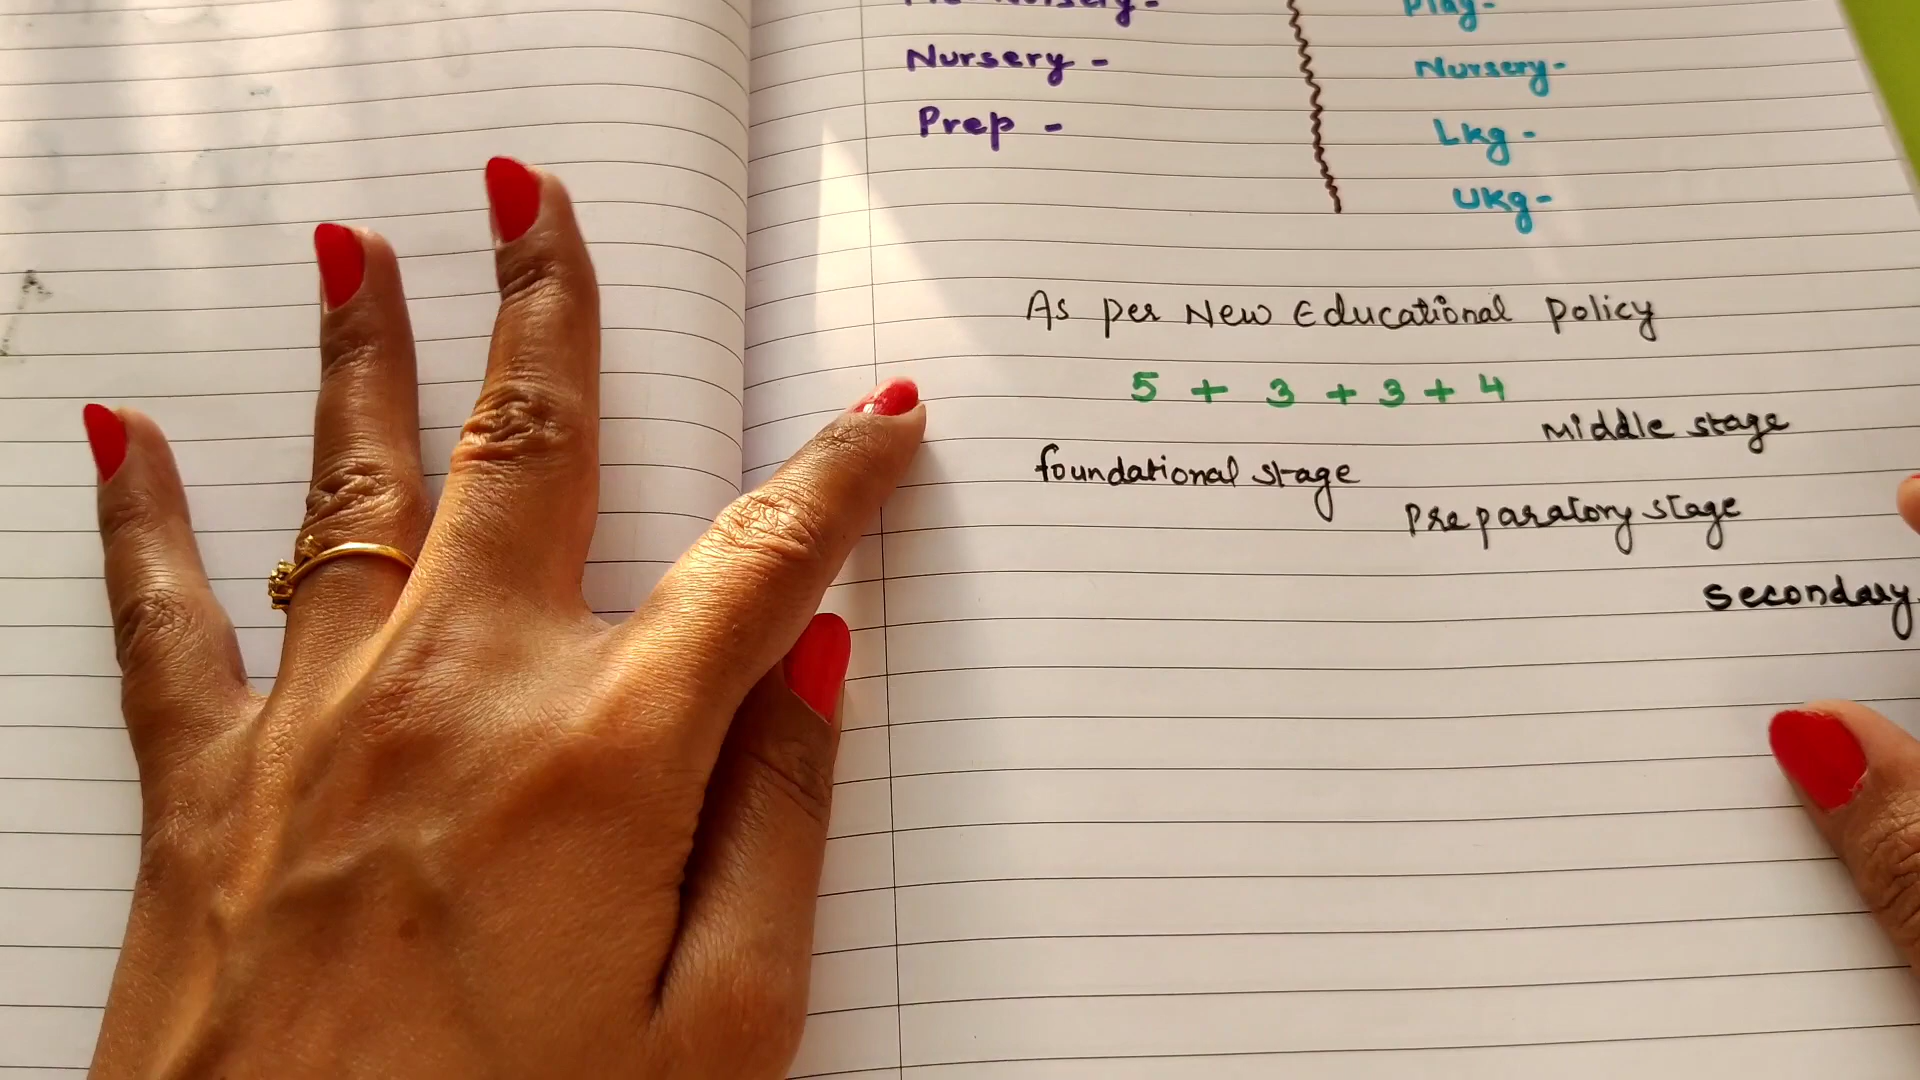 Nursery -
Prep -
Play -
Nursery -
Lkg -
Ukg -
As per New Educational Policy
5 + 3 + 3 + 4
Middle stage
foundational stage
Preparatory stage
Secondary